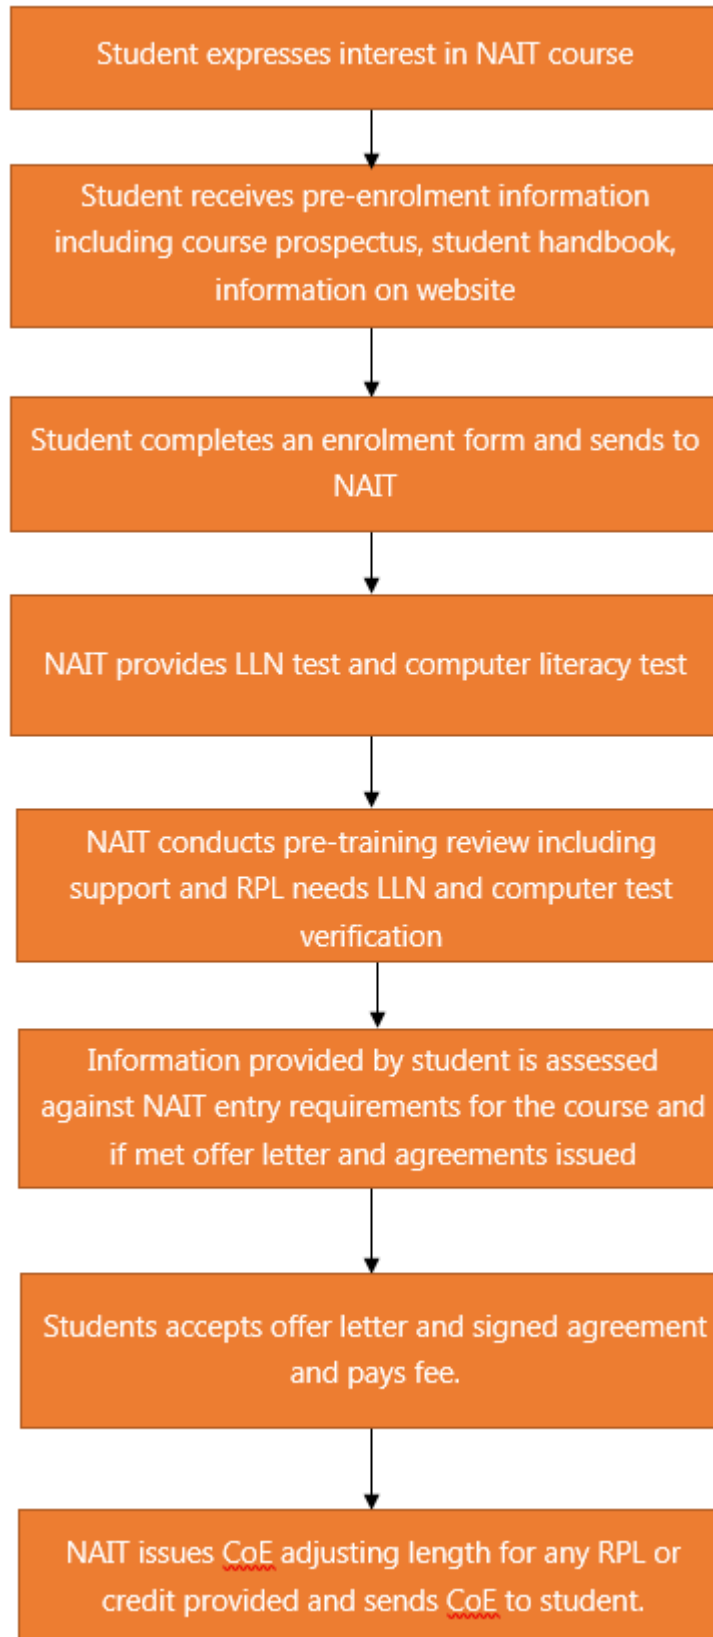 Student expresses interest in NAIT course
Student receives pre-enrolment information
including course prospectus, student handbook,
information on website
Student completes an enrolment form and sends to
NAIT
NAIT provides LLN test and computer literacy test
NAIT conducts pre-training review including
support and RPL needs LLN and computer test
verification
Information provided by student is assessed
against NAIT entry requirements for the course and
if met offer letter and agreements issued
Students accepts offer letter and signed agreement
and pays fee.
NAIT issues CoE adjusting length for any RPL or
credit provided and sends CoE to student.